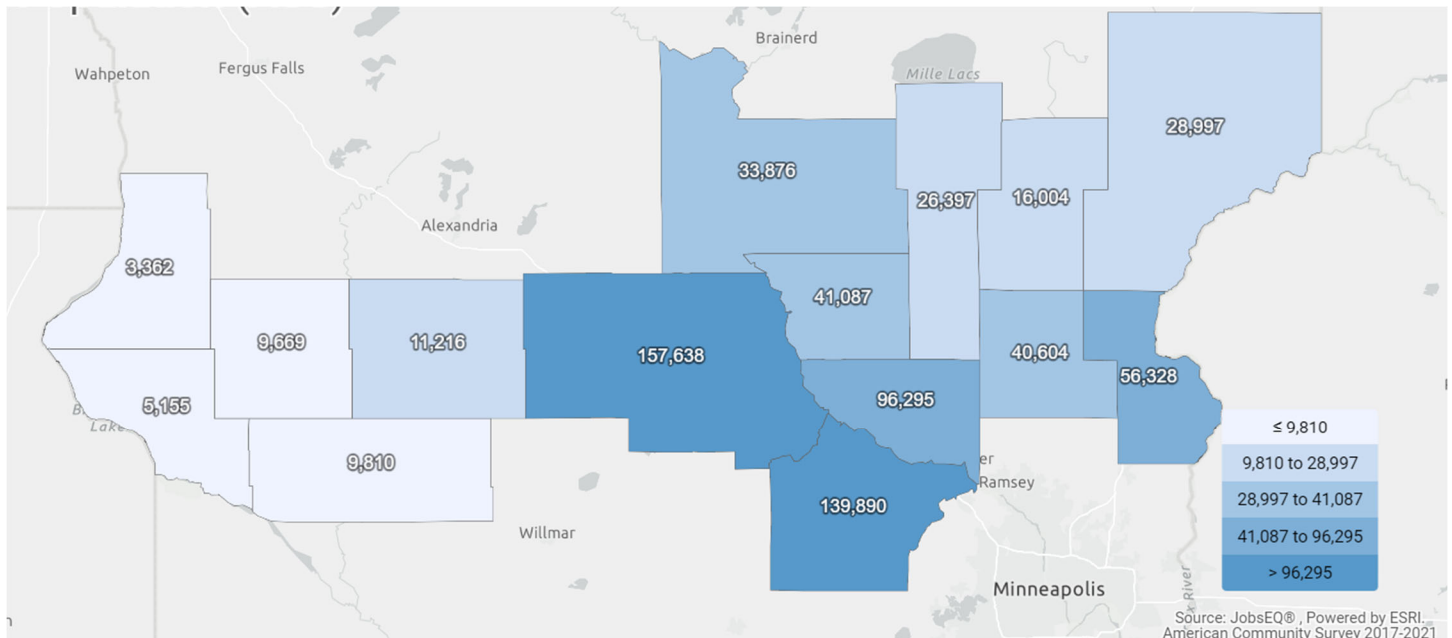 Brainerd
Wahpeton
Fergus Falls
Mille Lacs
28,997
33,876
26,397
16,004
Alexandria
3,362
41,087
9,669
11,216
157,638
40,604
56,328
96,295
5,155
Lake
≤ 9,810
er
9,810
9,810 to 28,997
Ramsey
139,890
28,997 to 41,087
Willmar
41,087 to 96,295
> 96,295
Minneapolis
River
Source: JobsEQ® , Powered by ESRI.
American Community Survey 2017-2021